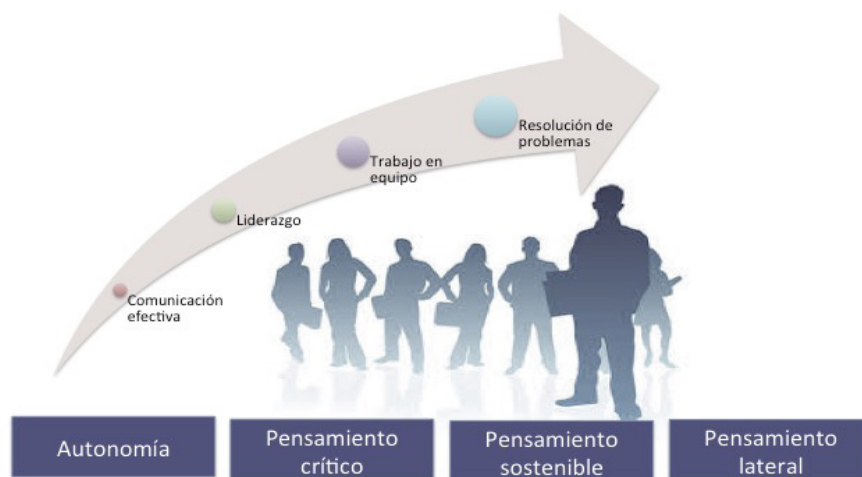 Resolución de
problemas
Trabajo en
equipo
Liderazgo
Comunicación
efectiva
Autonomía
Pensamiento
crítico
Pensamiento
sostenible
Pensamiento
lateral